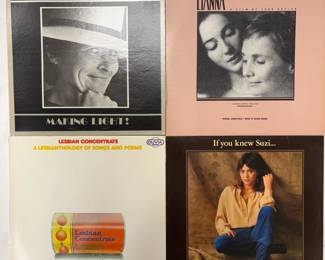 MAKING LIGHT!
LIANNA
A FILM BY JOHN SAYLES
LESBIAN CONCENTRATE
A LESBIANTHOLOGY OF SONGS AND POEMS
Lesbian
Concentrate
If you knew Suzi...